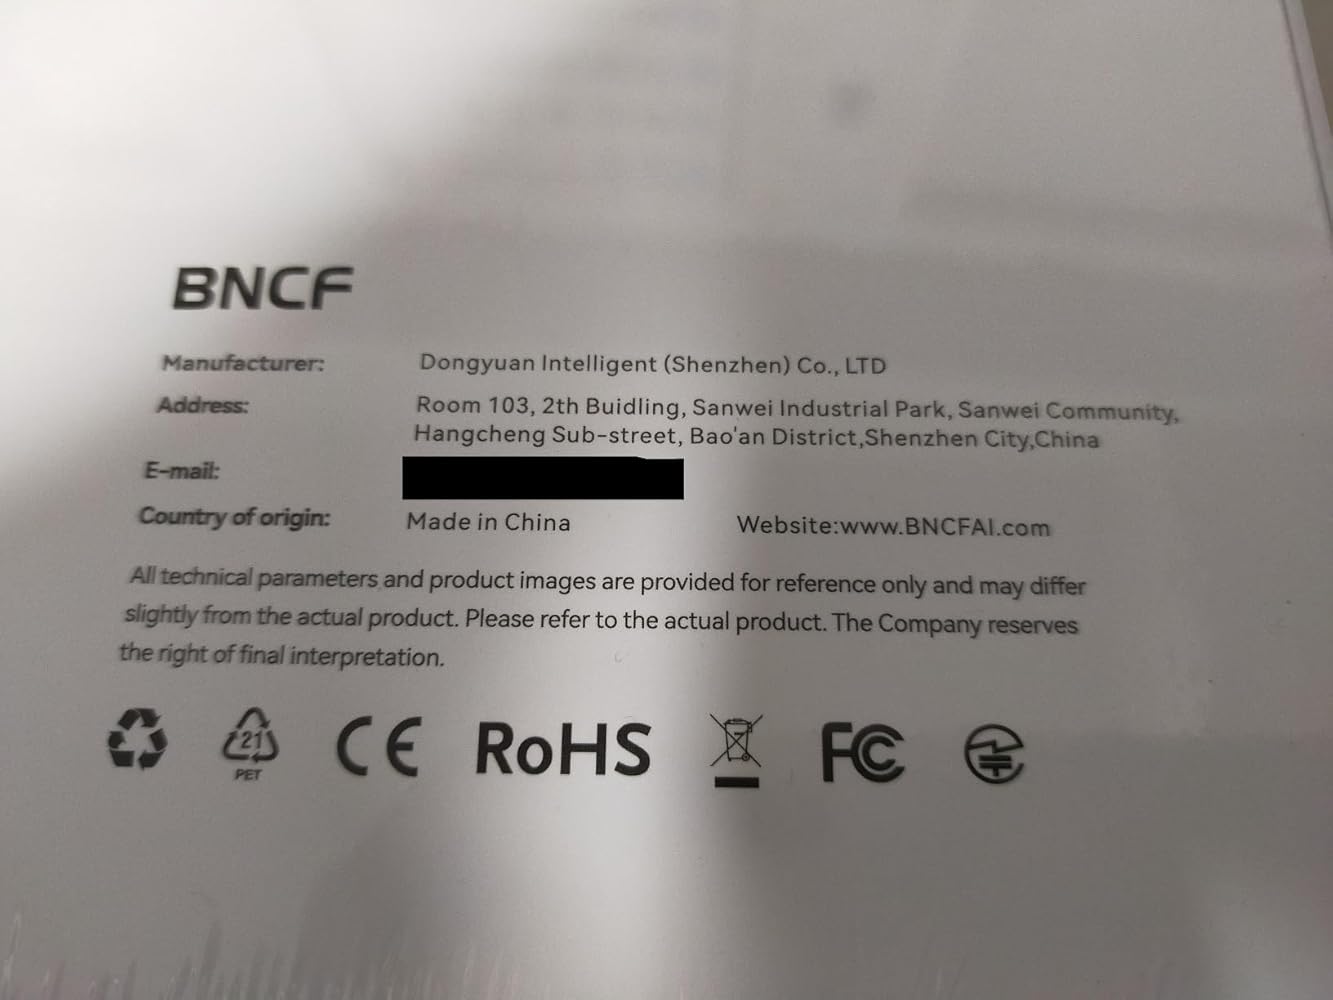 BNCF
Manufacturer: Dongyuan Intelligent (Shenzhen) Co., LTD
Address: Room 103, 2th Buidling, Sanwei Industrial Park, Sanwei Community,
Hangcheng Sub-street, Bao'an District,Shenzhen City,China
E-mail:
Country of origin: Made in China Website:www.BNCFAI.com
All technical parameters and product images are provided for reference only and may differ
slightly from the actual product. Please refer to the actual product. The Company reserves
the right of final interpretation.
21 PET CE RoHS FC